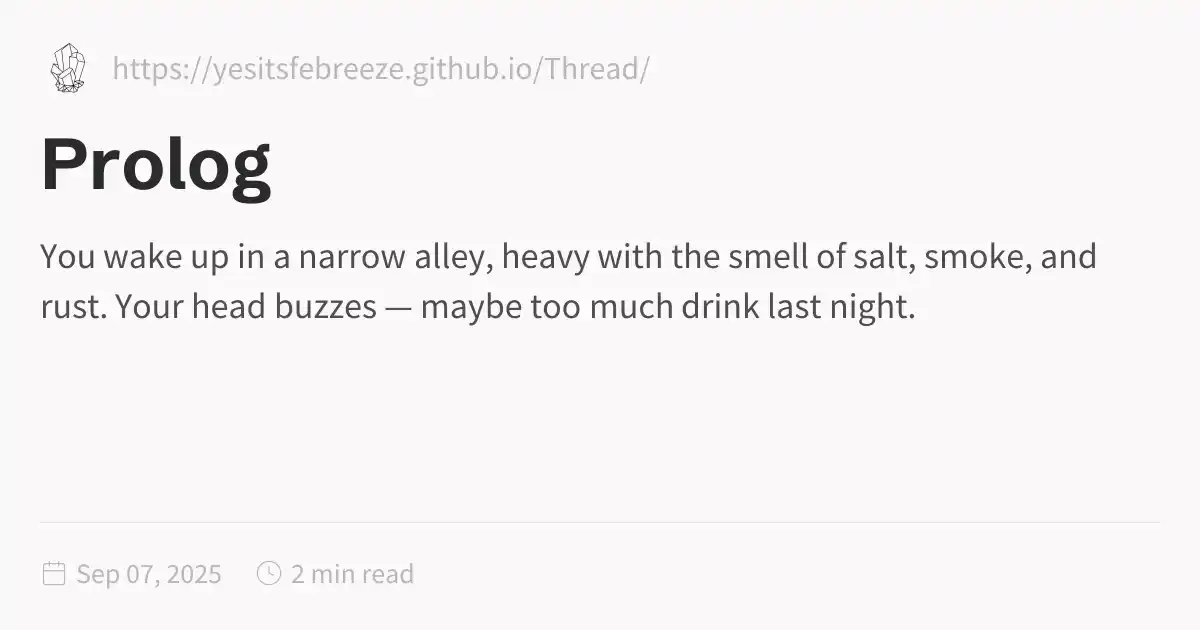 https://yesitsfebreeze.github.io/Thread/
Prolog
You wake up in a narrow alley, heavy with the smell of salt, smoke, and
rust. Your head buzzes — maybe too much drink last night.
Sep 07, 2025 2 min read